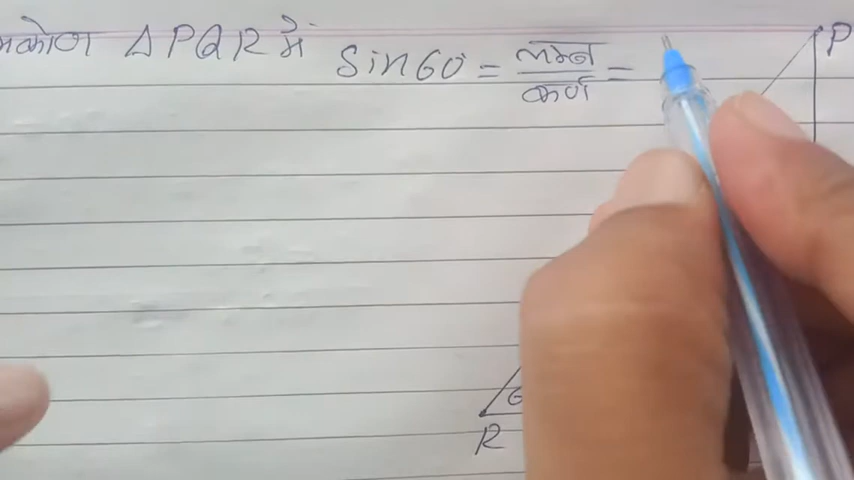 समकोण ΔPQR में Sin60° = लम्ब / कर्ण =
P
R